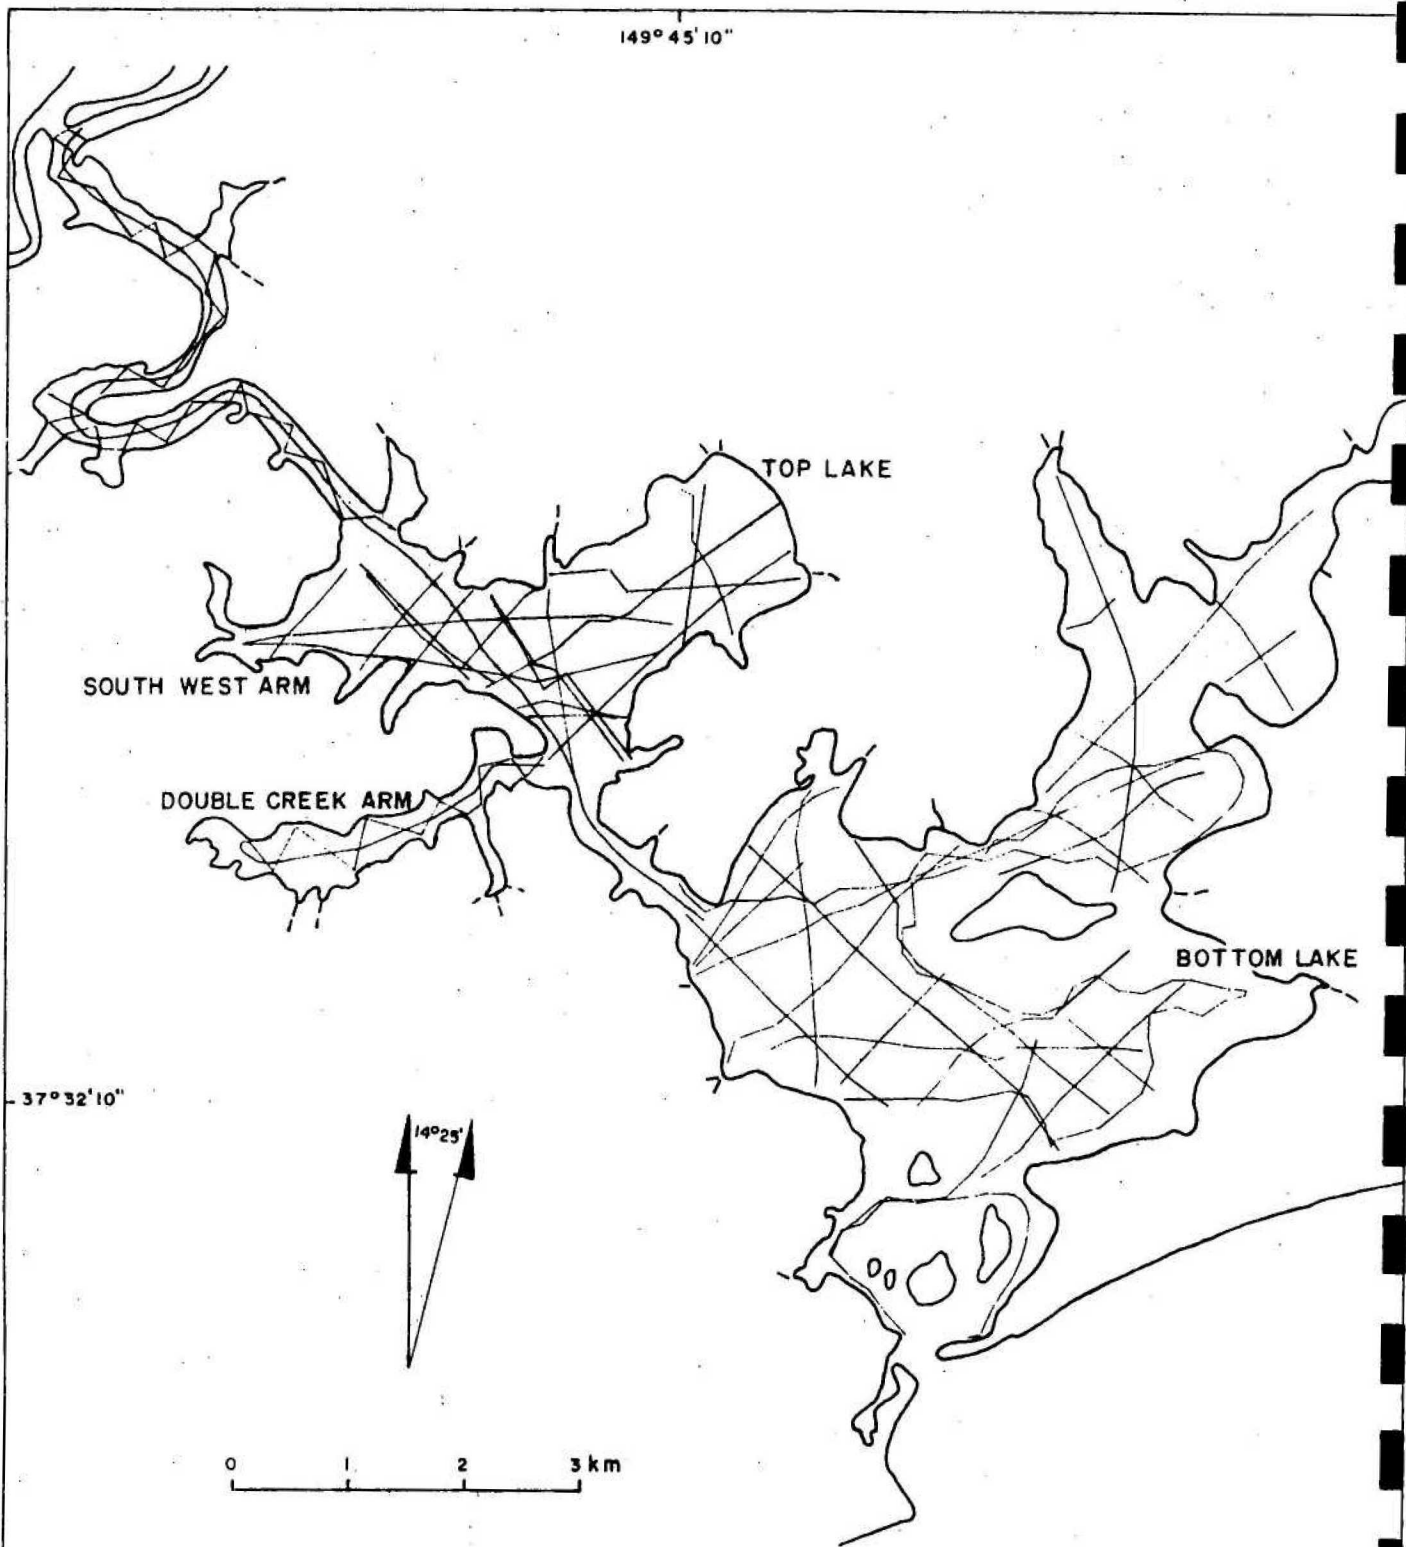 149° 45' 10"
TOP LAKE
SOUTH WEST ARM
DOUBLE CREEK ARM
BOTTOM LAKE
37° 32' 10"
14° 25'
0 1 2 3 km